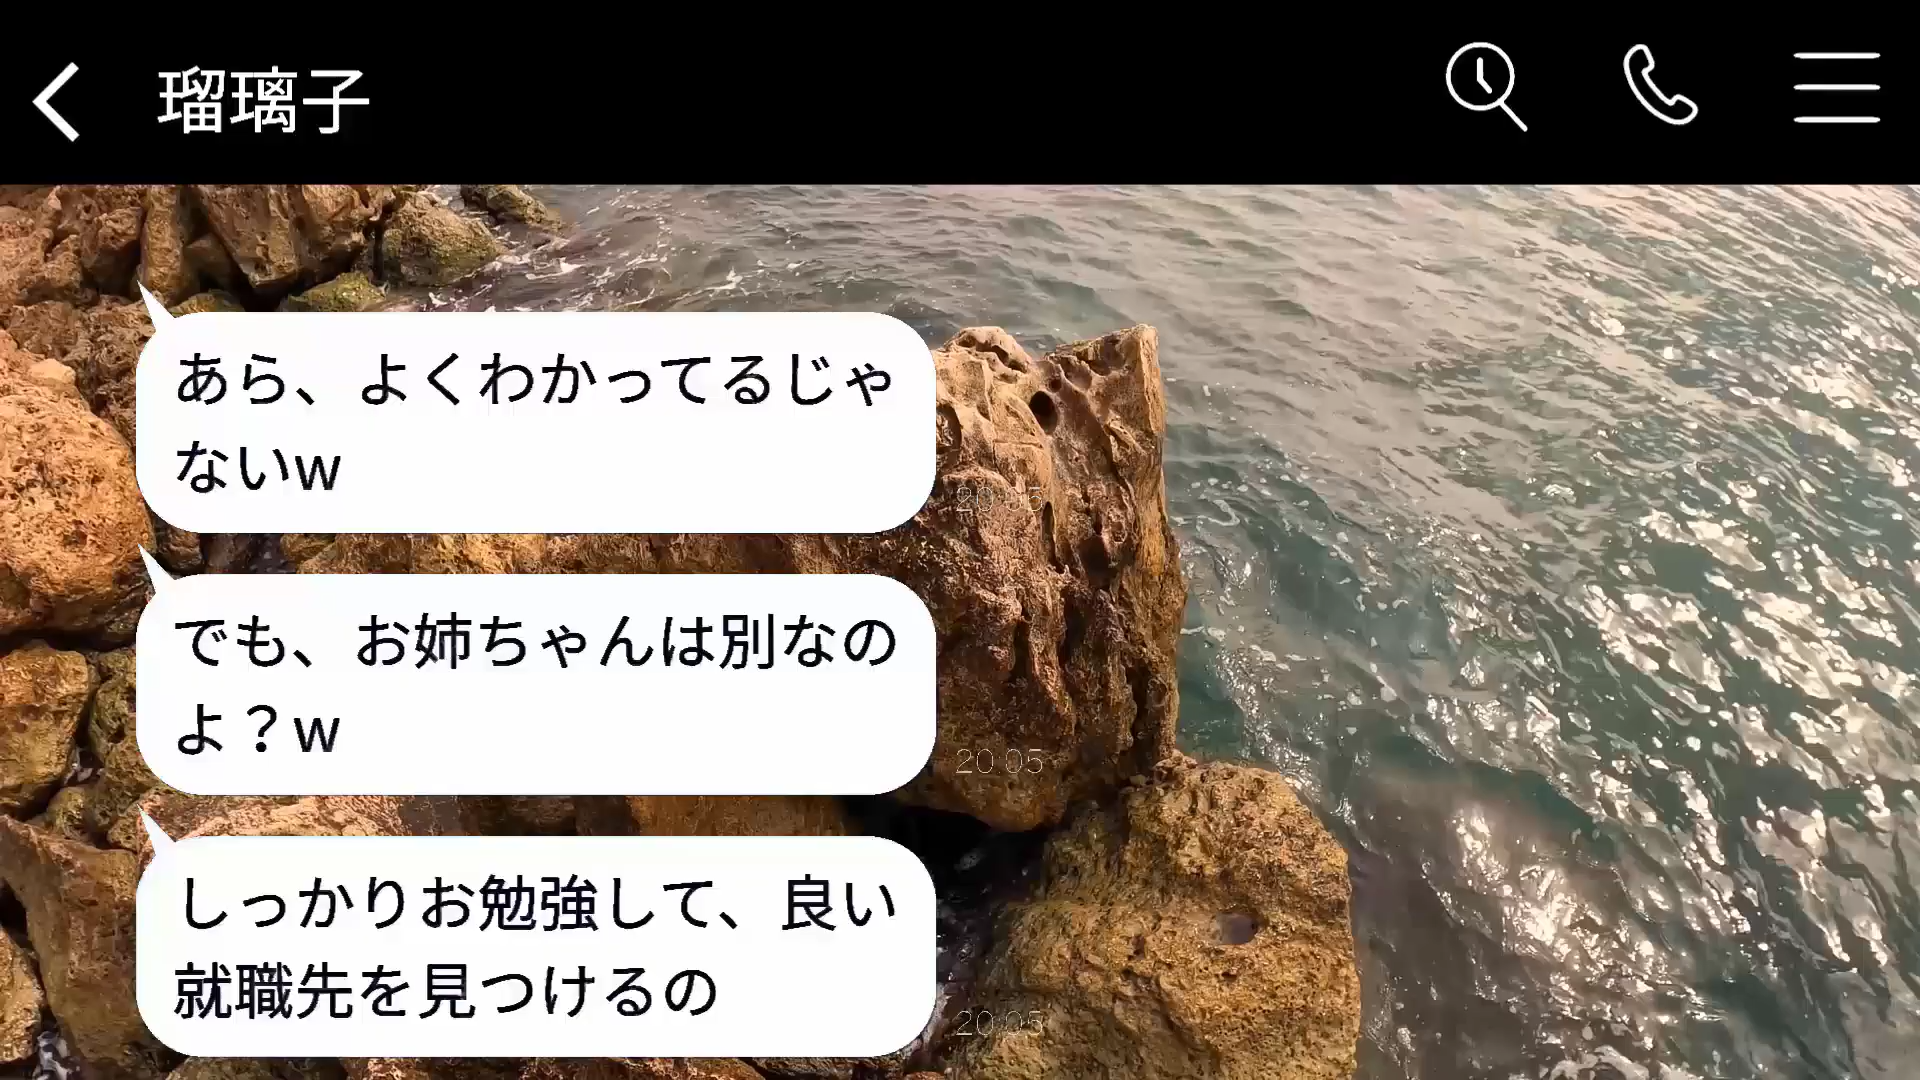 瑠璃子
あら、よくわかってるじゃ
ないw
20:05
でも、お姉ちゃんは別なの
よ？w
20:05
しっかりお勉強して、良い
就職先を見つけるの
20:05